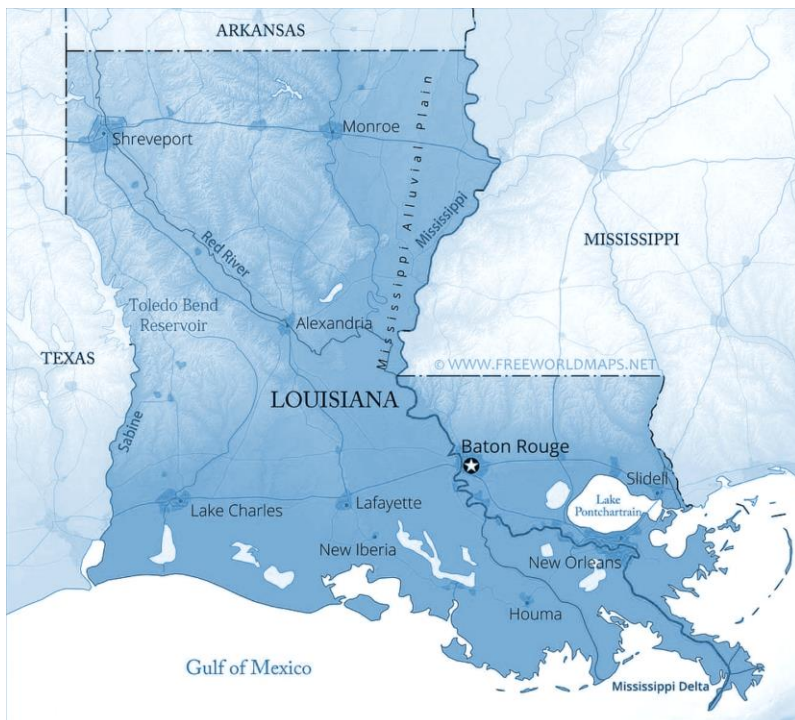 ARKANSAS
Shreveport
Monroe
Mississippi Alluvial Plain
Mississippi
Red River
MISSISSIPPI
Toledo Bend
Reservoir
Alexandria
TEXAS
© WWW.FREEWORLDMAPS.NET
LOUISIANA
Sabine
Baton Rouge
Slidell
Lake Charles
Lafayette
Lake
Pontchartrain
New Iberia
New Orleans
Houma
Gulf of Mexico
Mississippi Delta